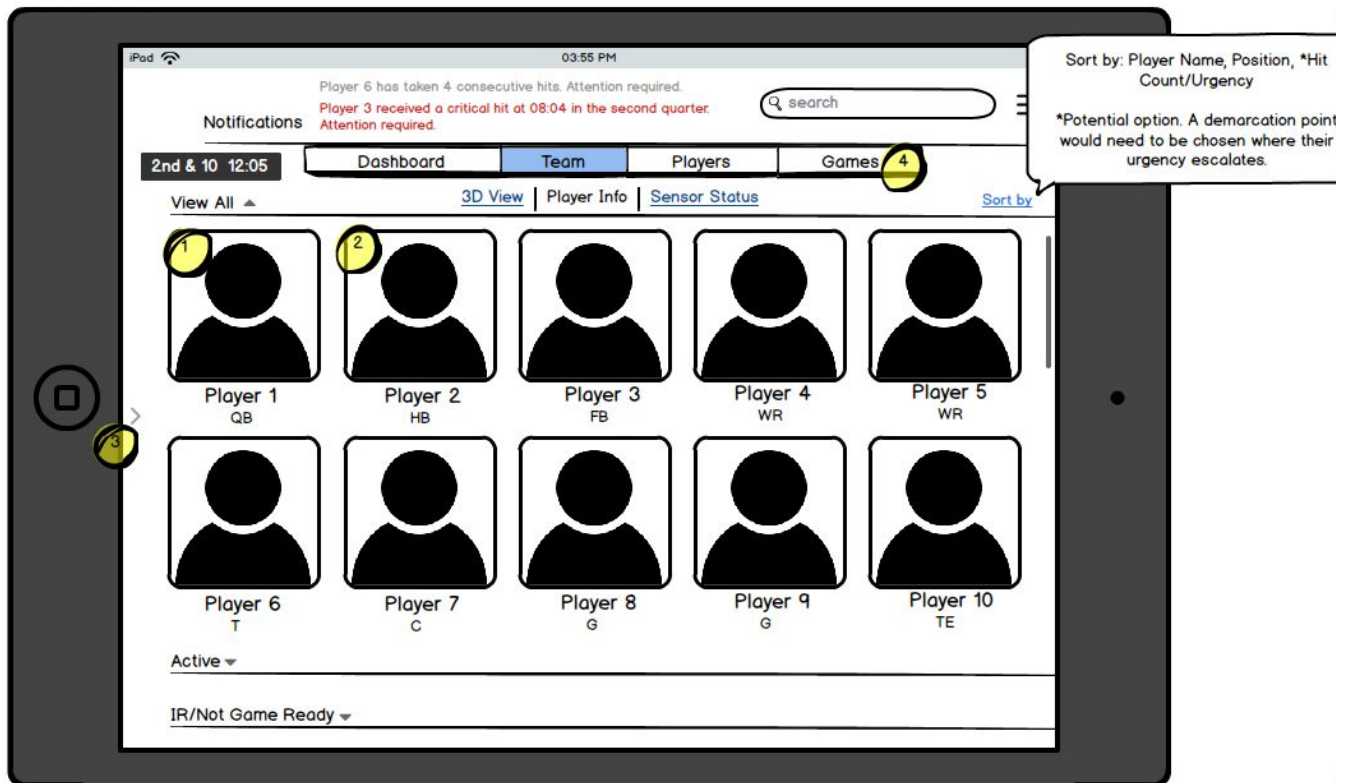 iPad
03:55 PM
Sort by: Player Name, Position, *Hit
Count/Urgency
*Potential option. A demarcation point
would need to be chosen where their
urgency escalates.
Notifications
Player 6 has taken 4 consecutive hits. Attention required.
Player 3 received a critical hit at 08:04 in the second quarter.
Attention required.
search
2nd & 10 12:05
Dashboard
Team
Players
Games
4
View All
3D View
Player Info
Sensor Status
Sort by
1
2
Player 1
QB
Player 2
HB
Player 3
FB
Player 4
WR
Player 5
WR
3
Player 6
T
Player 7
C
Player 8
G
Player 9
G
Player 10
TE
Active
IR/Not Game Ready